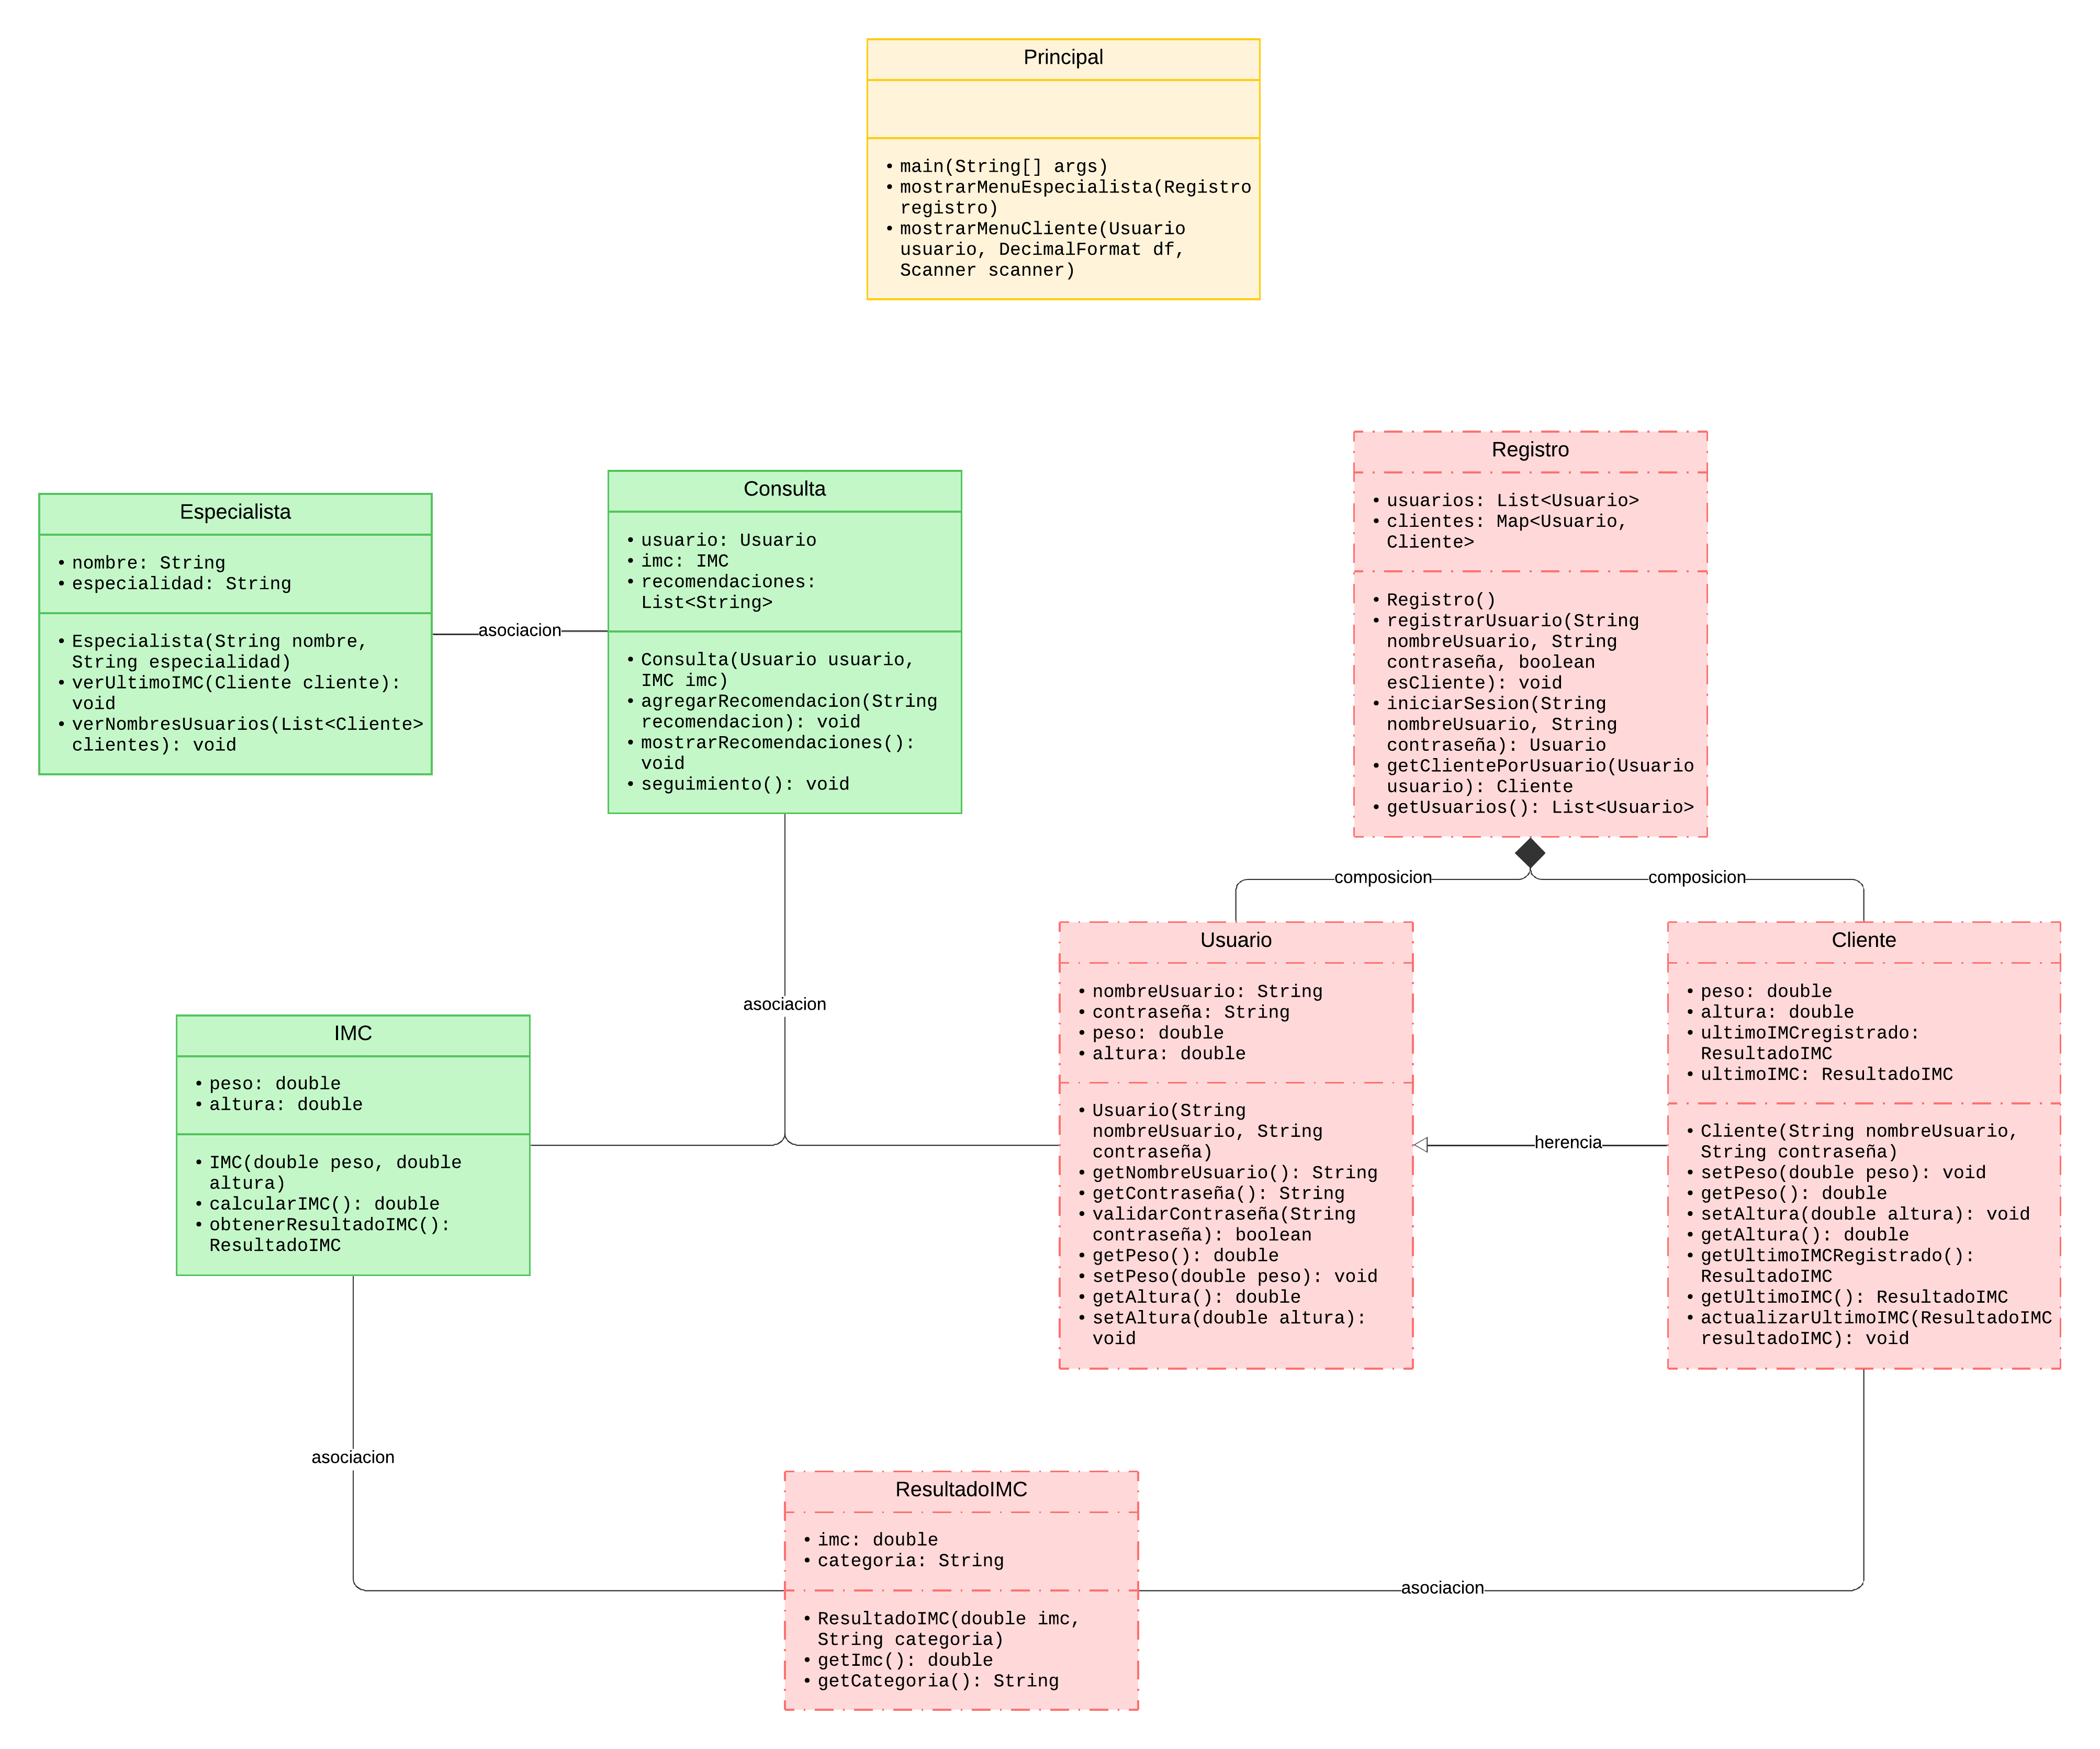 Principal
• main(String[] args)
• mostrarMenuEspecialista(Registro
registro)
• mostrarMenuCliente(Usuario
usuario, DecimalFormat df,
Scanner scanner)
Especialista
• nombre: String
• especialidad: String
• Especialista(String nombre,
String especialidad)
• verUltimoIMC(Cliente cliente):
void
• verNombresUsuarios(List<Cliente>
clientes): void
asociacion
Consulta
• usuario: Usuario
• imc: IMC
• recomendaciones:
List<String>
• Consulta(Usuario usuario,
IMC imc)
• agregarRecomendacion(String
recomendacion): void
• mostrarRecomendaciones():
void
• seguimiento(): void
Registro
• usuarios: List<Usuario>
• clientes: Map<Usuario,
Cliente>
• Registro()
• registrarUsuario(String
nombreUsuario, String
contraseña, boolean
esCliente): void
• iniciarSesion(String
nombreUsuario, String
contraseña): Usuario
• getClientePorUsuario(Usuario
usuario): Cliente
• getUsuarios(): List<Usuario>
composicion
composicion
asociacion
IMC
• peso: double
• altura: double
• IMC(double peso, double
altura)
• calcularIMC(): double
• obtenerResultadoIMC():
ResultadoIMC
Usuario
• nombreUsuario: String
• contraseña: String
• peso: double
• altura: double
• Usuario(String
nombreUsuario, String
contraseña)
• getNombreUsuario(): String
• getContraseña(): String
• validarContraseña(String
contraseña): boolean
• getPeso(): double
• setPeso(double peso): void
• getAltura(): double
• setAltura(double altura):
void
herencia
Cliente
• peso: double
• altura: double
• ultimoIMCregistrado:
ResultadoIMC
• ultimoIMC: ResultadoIMC
• Cliente(String nombreUsuario,
String contraseña)
• setPeso(double peso): void
• getPeso(): double
• setAltura(double altura): void
• getAltura(): double
• getUltimoIMCRegistrado():
ResultadoIMC
• getUltimoIMC(): ResultadoIMC
• actualizarUltimoIMC(ResultadoIMC
resultadoIMC): void
asociacion
ResultadoIMC
• imc: double
• categoria: String
• ResultadoIMC(double imc,
String categoria)
• getImc(): double
• getCategoria(): String
asociacion